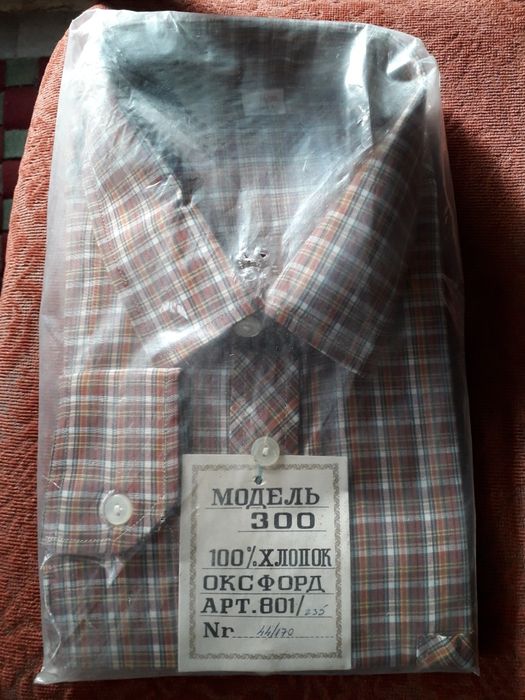 МОДЕЛЬ
300
100% ХЛОПОК
ОКСФОРД
АРТ. 801/235
Nr 44/170